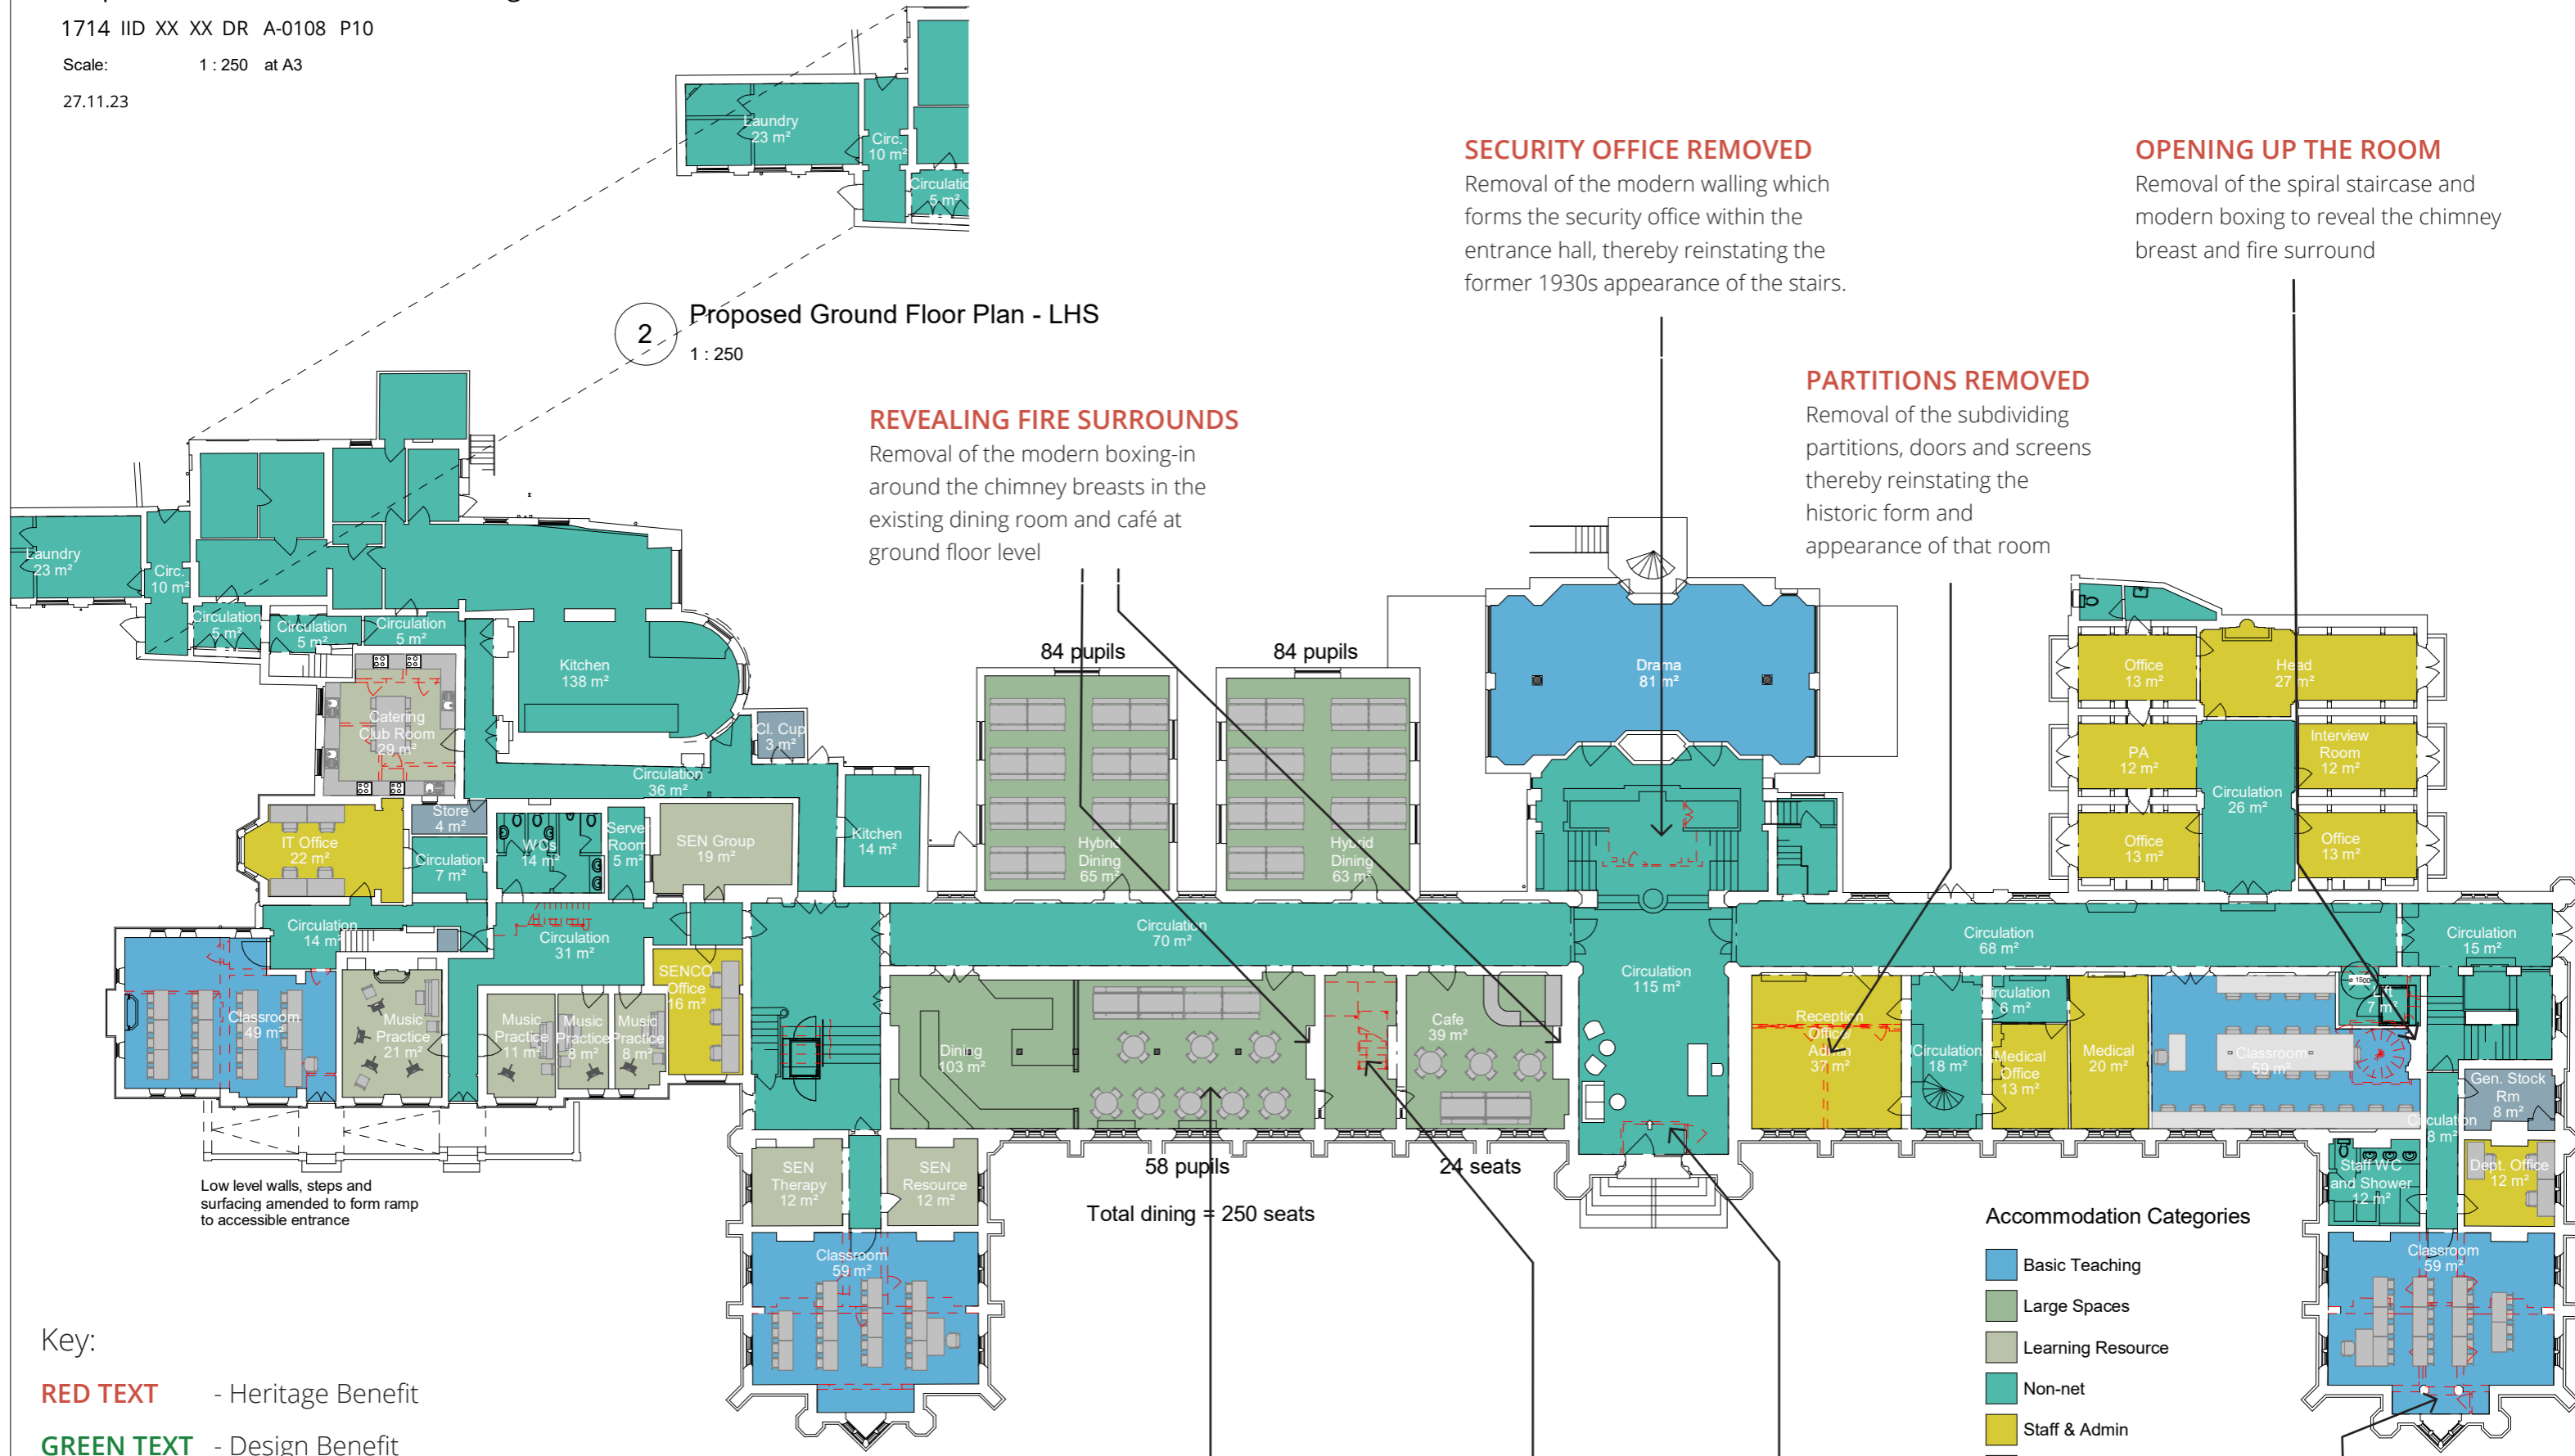 1714 IID XX XX DR A-0108 P10
Scale: 1 : 250 at A3
27.11.23
Laundry
23 m²
Circ.
10 m²
Circulatio
5 m²
2
Proposed Ground Floor Plan - LHS
1 : 250
SECURITY OFFICE REMOVED
Removal of the modern walling which
forms the security office within the
entrance hall, thereby reinstating the
former 1930s appearance of the stairs.
OPENING UP THE ROOM
Removal of the spiral staircase and
modern boxing to reveal the chimney
breast and fire surround
REVEALING FIRE SURROUNDS
Removal of the modern boxing-in
around the chimney breasts in the
existing dining room and café at
ground floor level
PARTITIONS REMOVED
Removal of the subdividing
partitions, doors and screens
thereby reinstating the
historic form and
appearance of that room
Laundry
23 m²
Circ.
10 m²
Circulation
5 m²
Circulation
5 m²
Circulation
5 m²
Kitchen
138 m²
Catering
Club Room
29 m²
Cl. Cup
3 m²
Circulation
36 m²
Store
4 m²
IT Office
22 m²
Circulation
7 m²
WCs
14 m²
Server
Room
5 m²
SEN Group
19 m²
Kitchen
14 m²
84 pupils
84 pupils
Hybrid
Dining
65 m²
Hybrid
Dining
63 m²
Drama
81 m²
Office
13 m²
Head
27 m²
PA
12 m²
Interview
Room
12 m²
Circulation
26 m²
Office
13 m²
Office
13 m²
Circulation
14 m²
Circulation
31 m²
Circulation
70 m²
Circulation
68 m²
Circulation
15 m²
Classroom
49 m²
Music
Practice
21 m²
Music
Practice
11 m²
Music
Practice
8 m²
Music
Practice
8 m²
SENCO
Office
16 m²
Dining
103 m²
Cafe
39 m²
Circulation
115 m²
Reception
Office
Admin
37 m²
Circulation
18 m²
Circulation
6 m²
Medical
Office
13 m²
Medical
20 m²
Classroom
59 m²
1500
Lift
7 m²
Gen. Stock
Rm
8 m²
Circulation
8 m²
Staff WC
and Shower
12 m²
Dept. Office
12 m²
Classroom
59 m²
SEN
Therapy
12 m²
SEN
Resource
12 m²
Classroom
59 m²
58 pupils
24 seats
Total dining = 250 seats
Low level walls, steps and
surfacing amended to form ramp
to accessible entrance
Accommodation Categories
Basic Teaching
Large Spaces
Learning Resource
Non-net
Staff & Admin
Key:
RED TEXT - Heritage Benefit
GREEN TEXT - Design Benefit